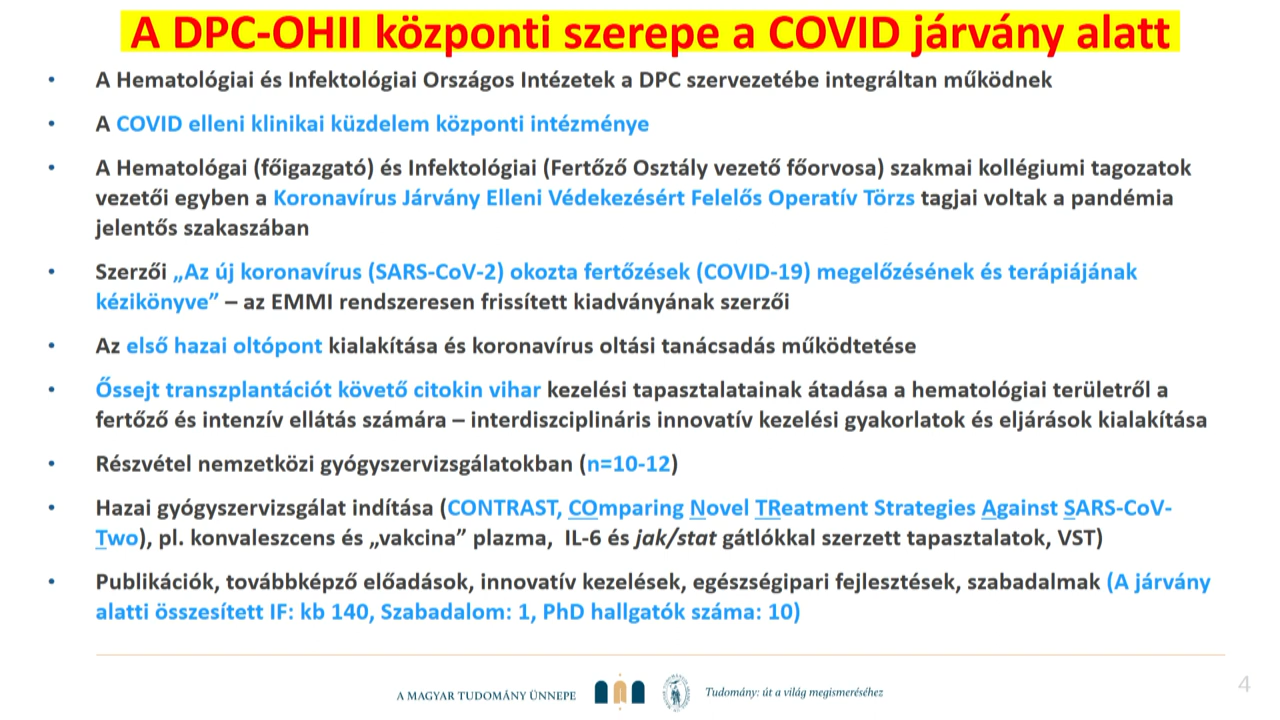 A DPC-OHII központi szerepe a COVID járvány alatt
• A Hematológiai és Infektológiai Országos Intézetek a DPC szervezetébe integráltan működnek
• A COVID elleni klinikai küzdelem központi intézménye
• A Hematológai (főigazgató) és Infektológiai (Fertőző Osztály vezető főorvosa) szakmai kollégiumi tagozatok
vezetői egyben a Koronavírus Járvány Elleni Védekezésért Felelős Operatív Törzs tagjai voltak a pandémia
jelentős szakaszában
• Szerzői „Az új koronavírus (SARS-CoV-2) okozta fertőzések (COVID-19) megelőzésének és terápiájának
kézikönyve” – az EMMI rendszeresen frissített kiadványának szerzői
• Az első hazai oltópont kialakítása és koronavírus oltási tanácsadás működtetése
• Őssejt transzplantációt követő citokin vihar kezelési tapasztalatainak átadása a hematológiai területről a
fertőző és intenzív ellátás számára – interdiszciplináris innovatív kezelési gyakorlatok és eljárások kialakítása
• Részvétel nemzetközi gyógyszervizsgálatokban (n=10-12)
• Hazai gyógyszervizsgálat indítása (CONTRAST, COmparing Novel TReatment Strategies Against SARS-CoV-
Two), pl. konvaleszcens és „vakcina” plazma, IL-6 és jak/stat gátlókkal szerzett tapasztalatok, VST)
• Publikációk, továbbképző előadások, innovatív kezelések, egészségipari fejlesztések, szabadalmak (A járvány
alatti összesített IF: kb 140, Szabadalom: 1, PhD hallgatók száma: 10)
A MAGYAR TUDOMÁNY ÜNNEPE
Tudomány: út a világ megismeréséhez
4